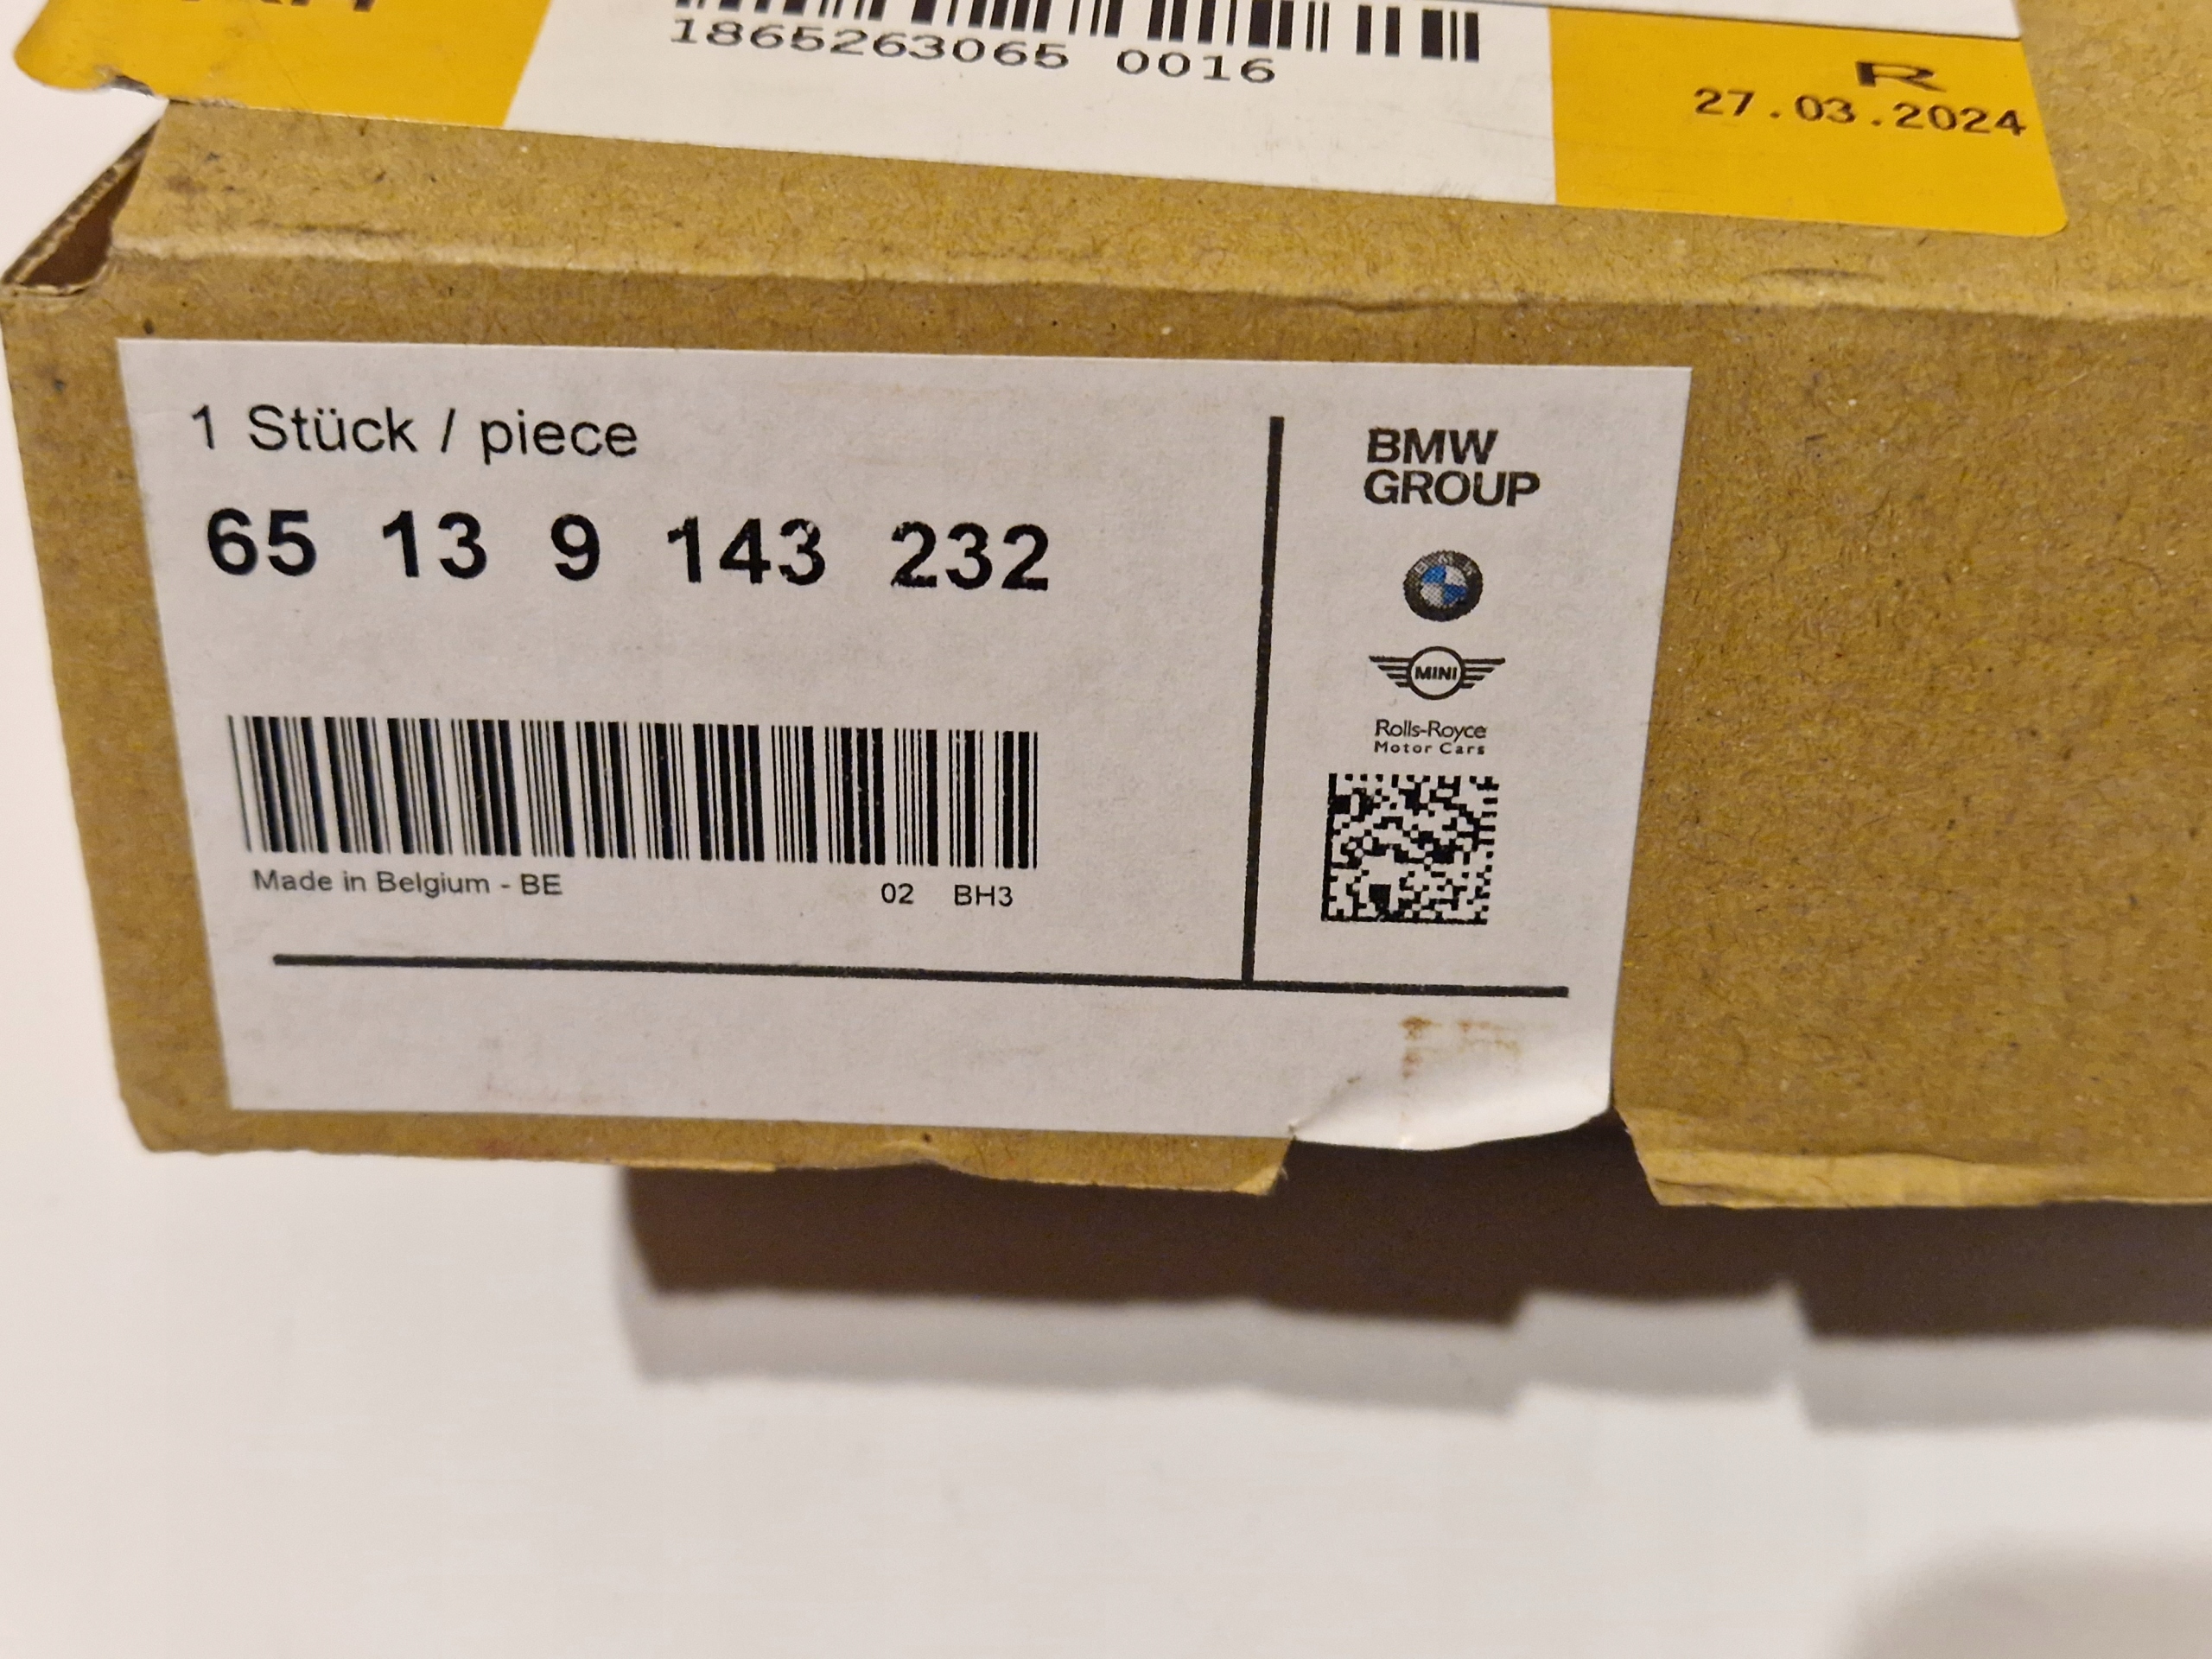 1865263065 0016
R
27.03.2024
1 Stück / piece
65 13 9 143 232
Made in Belgium - BE
02 BH3
BMW
GROUP
MINI
Rolls-Royce
Motor Cars